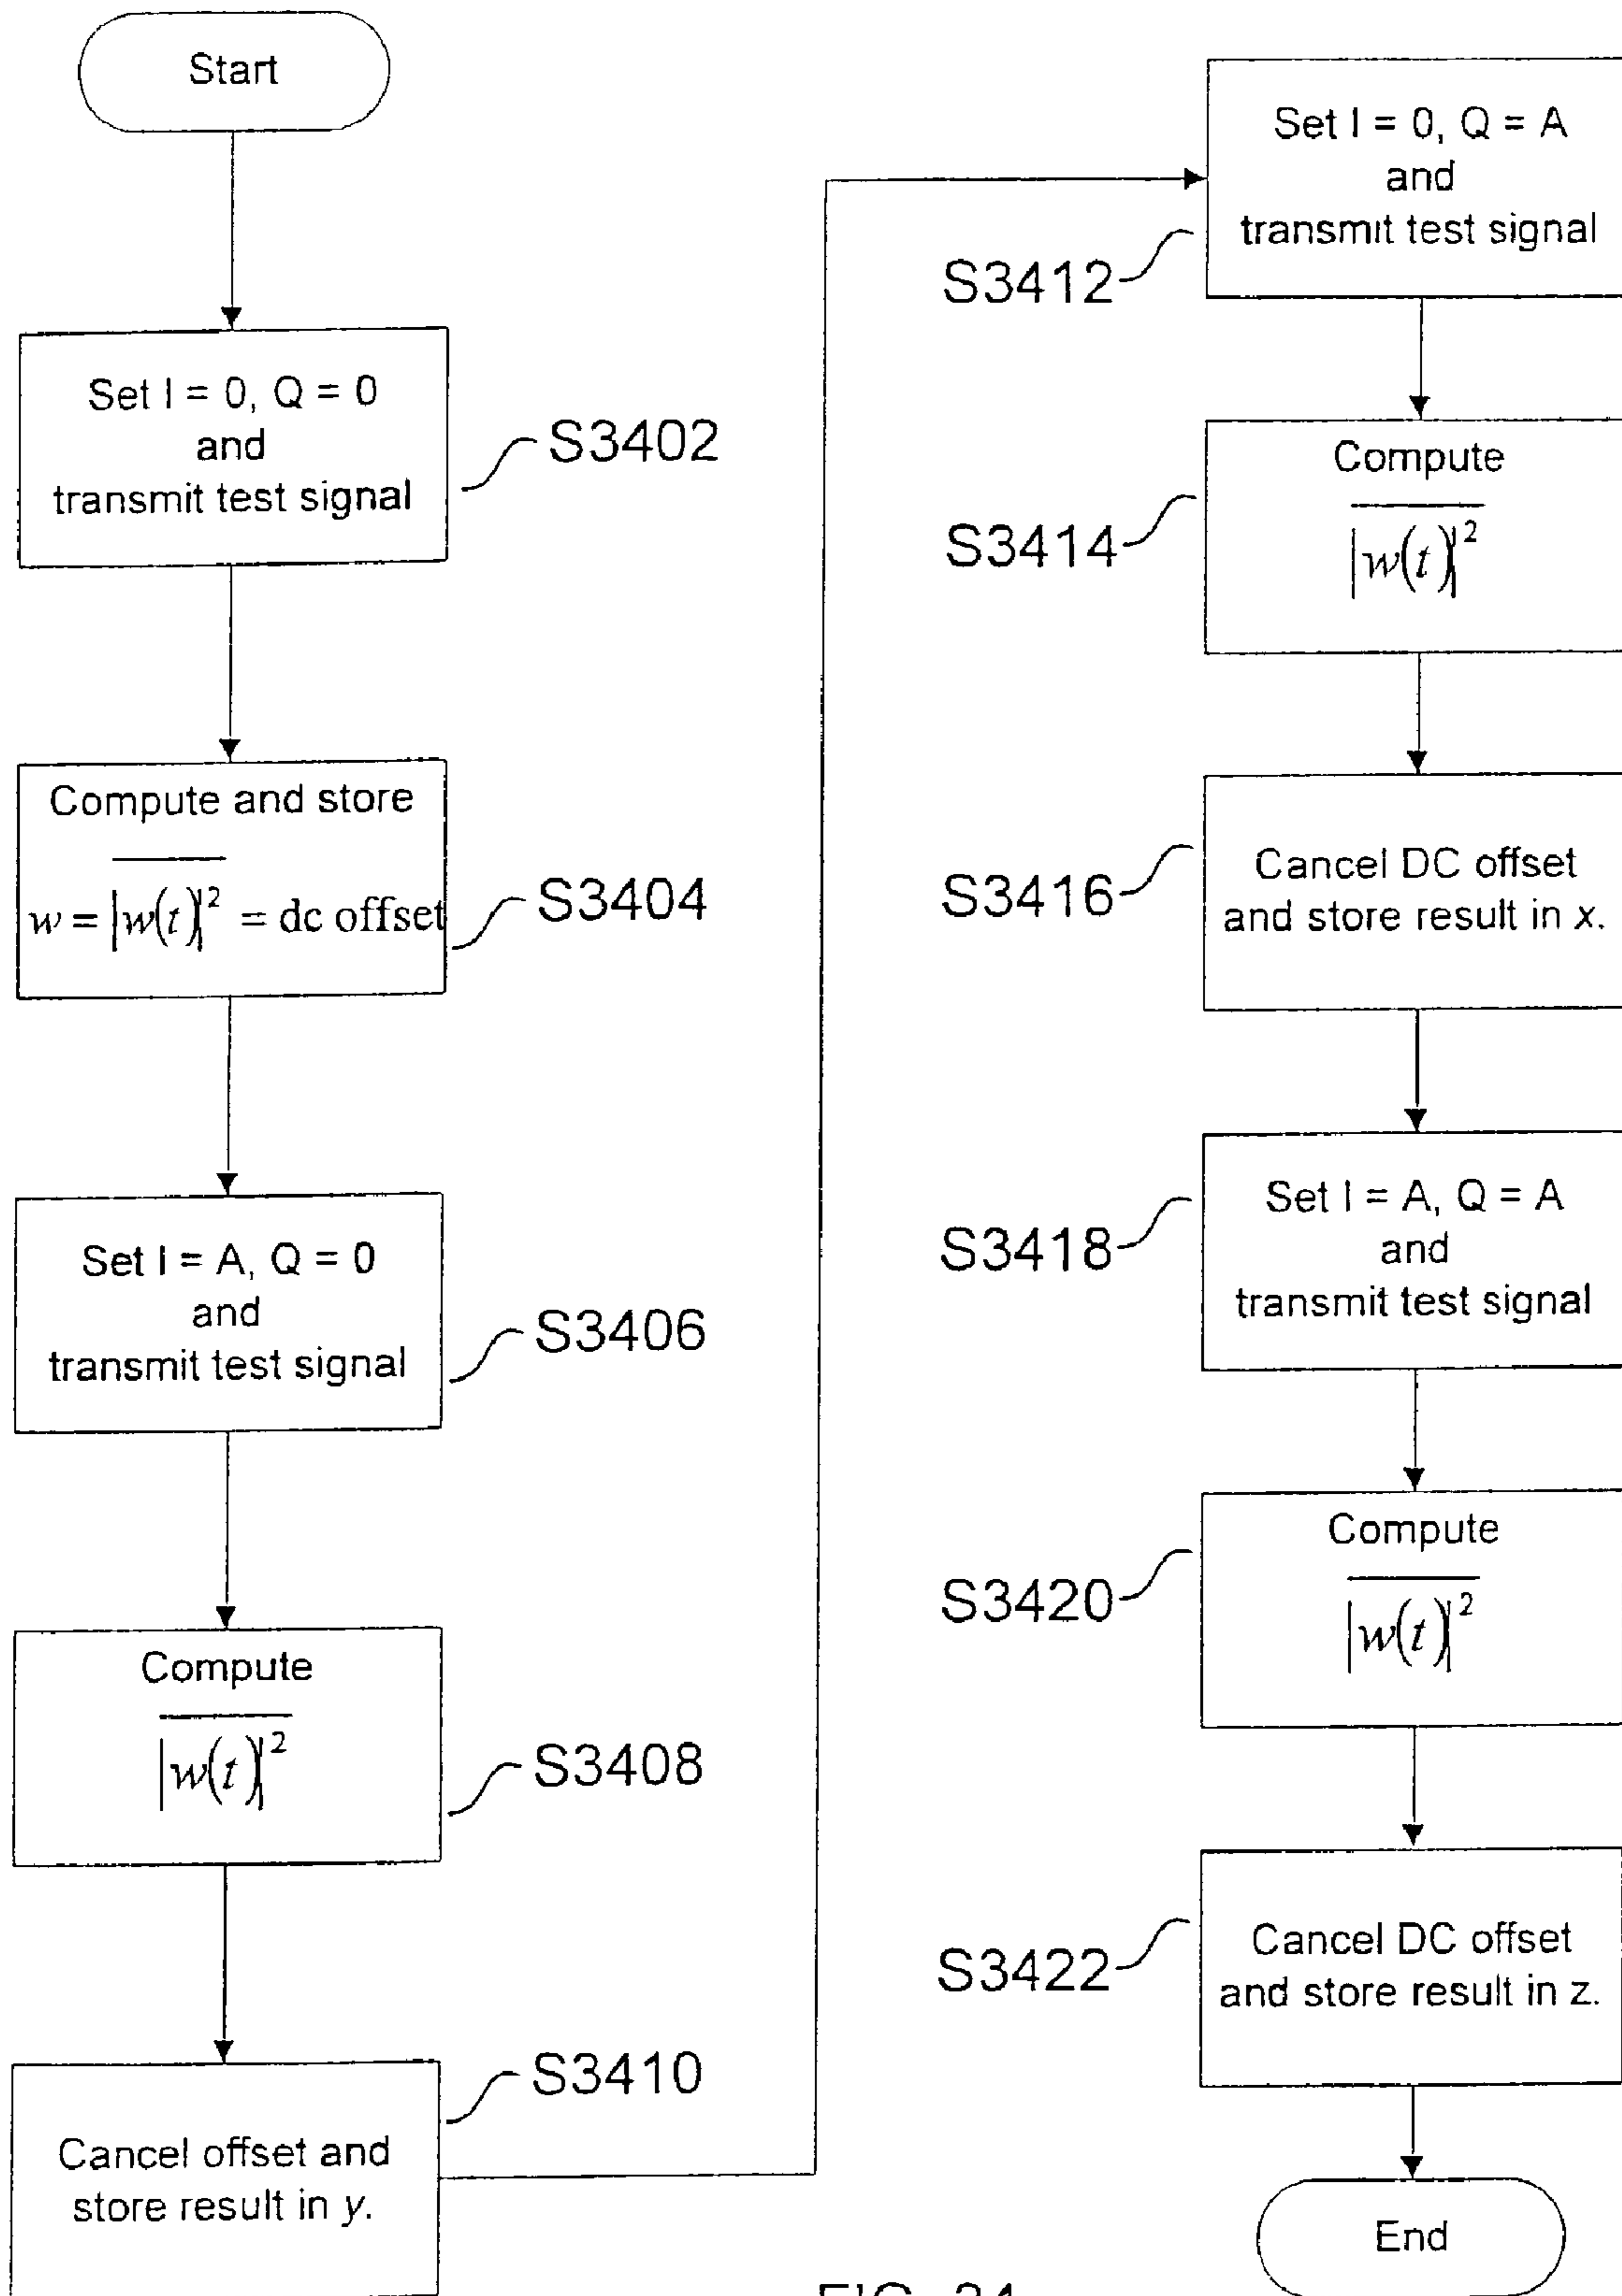 Start
Set I = 0, Q = 0
and
transmit test signal
S3402
Compute and store
w = |w(t)|² = dc offset
S3404
Set I = A, Q = 0
and
transmit test signal
S3406
Compute
|w(t)|²
S3408
Cancel offset and
store result in y.
S3410
Set I = 0, Q = A
and
transmit test signal
S3412
Compute
|w(t)|²
S3414
Cancel DC offset
and store result in x.
S3416
Set I = A, Q = A
and
transmit test signal
S3418
Compute
|w(t)|²
S3420
Cancel DC offset
and store result in z.
S3422
End
FIG. 34